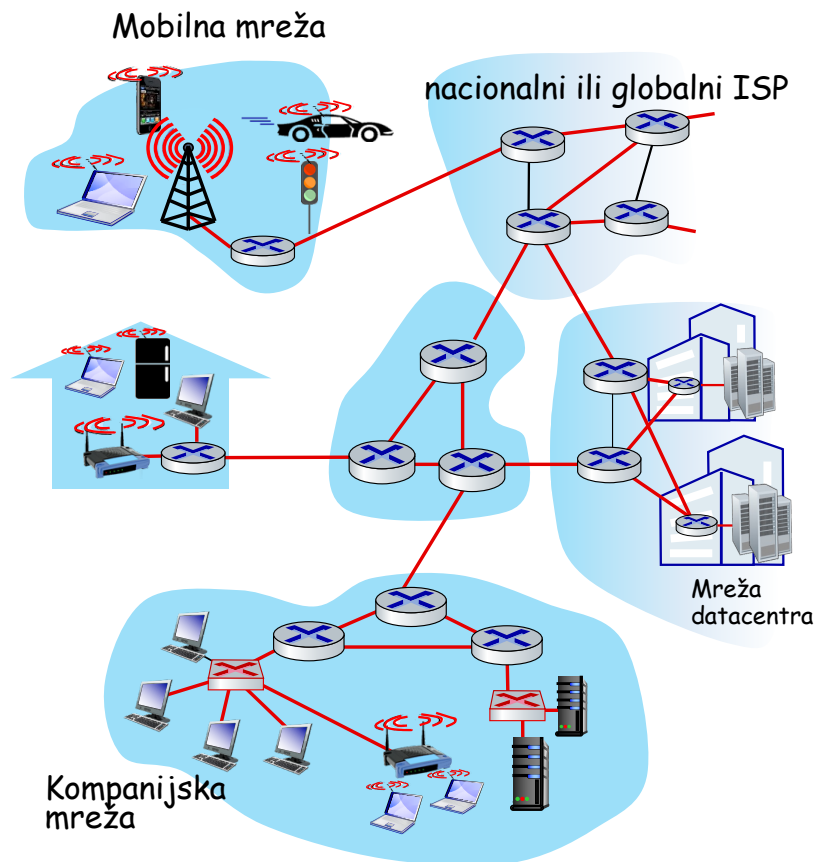 Mobilna mreža
nacionalni ili globalni ISP
Mreža
datacentra
Kompanijska
mreža